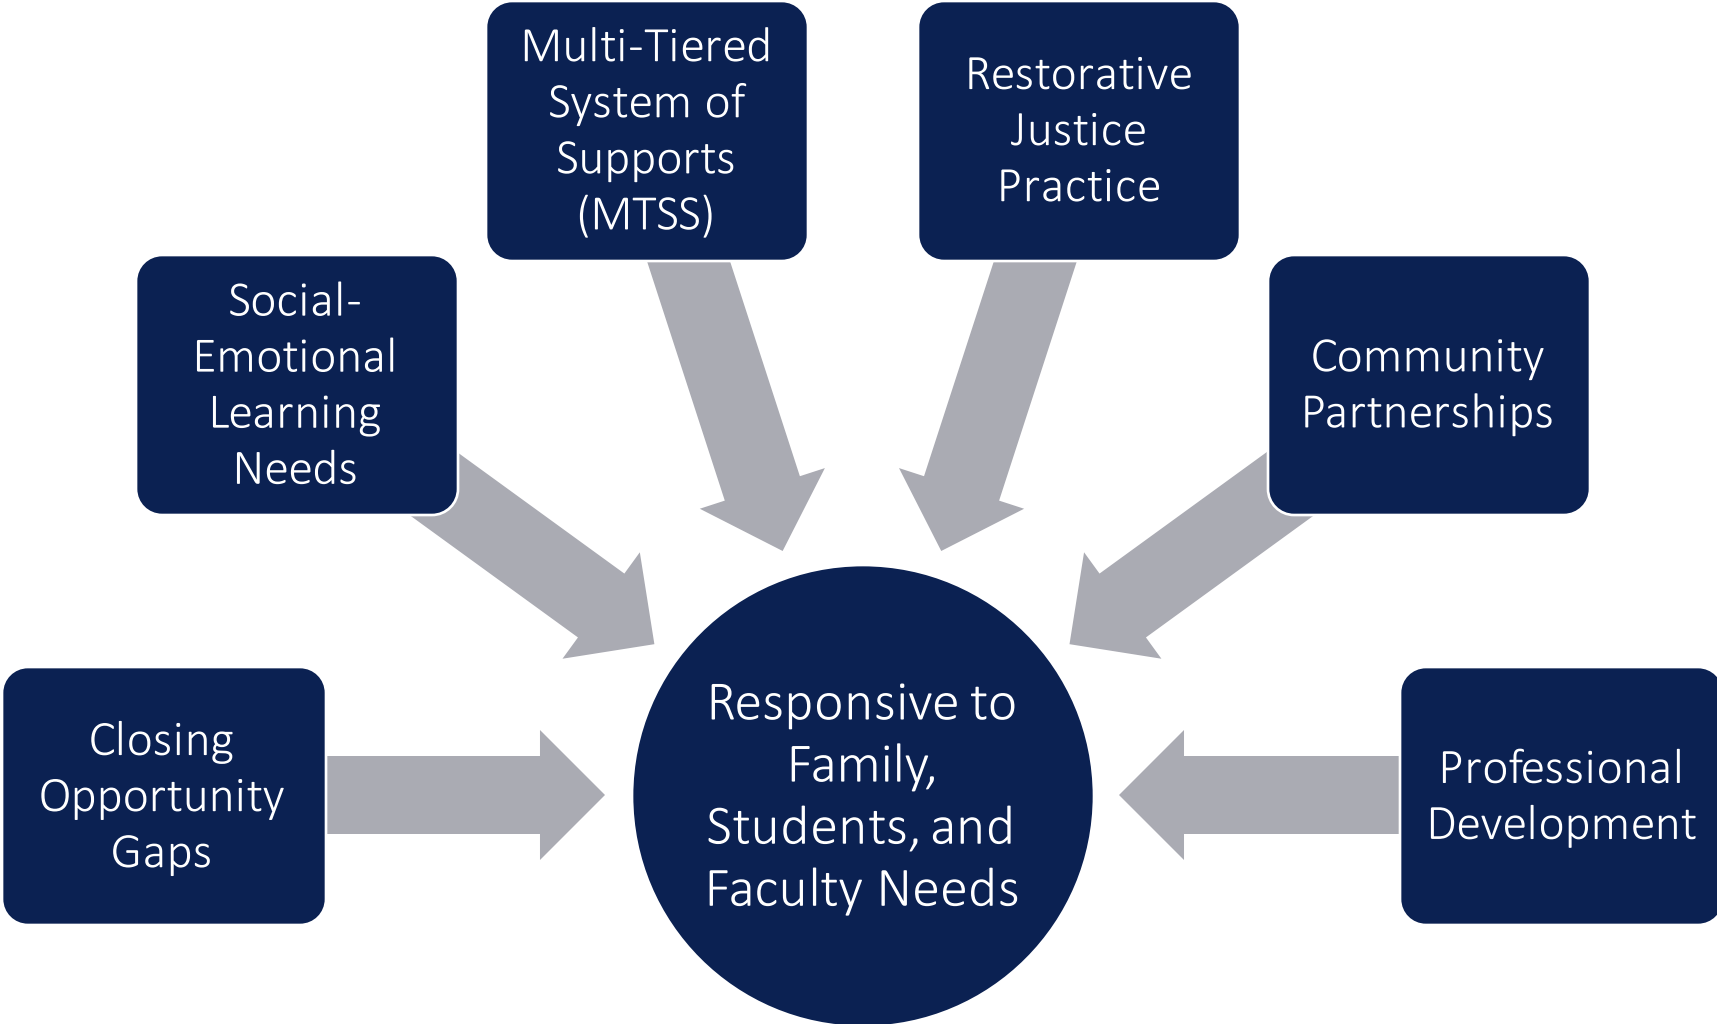 Multi-Tiered
System of
Supports
(MTSS)
Restorative
Justice
Practice
Social-
Emotional
Learning
Needs
Community
Partnerships
Closing
Opportunity
Gaps
Responsive to
Family,
Students, and
Faculty Needs
Professional
Development